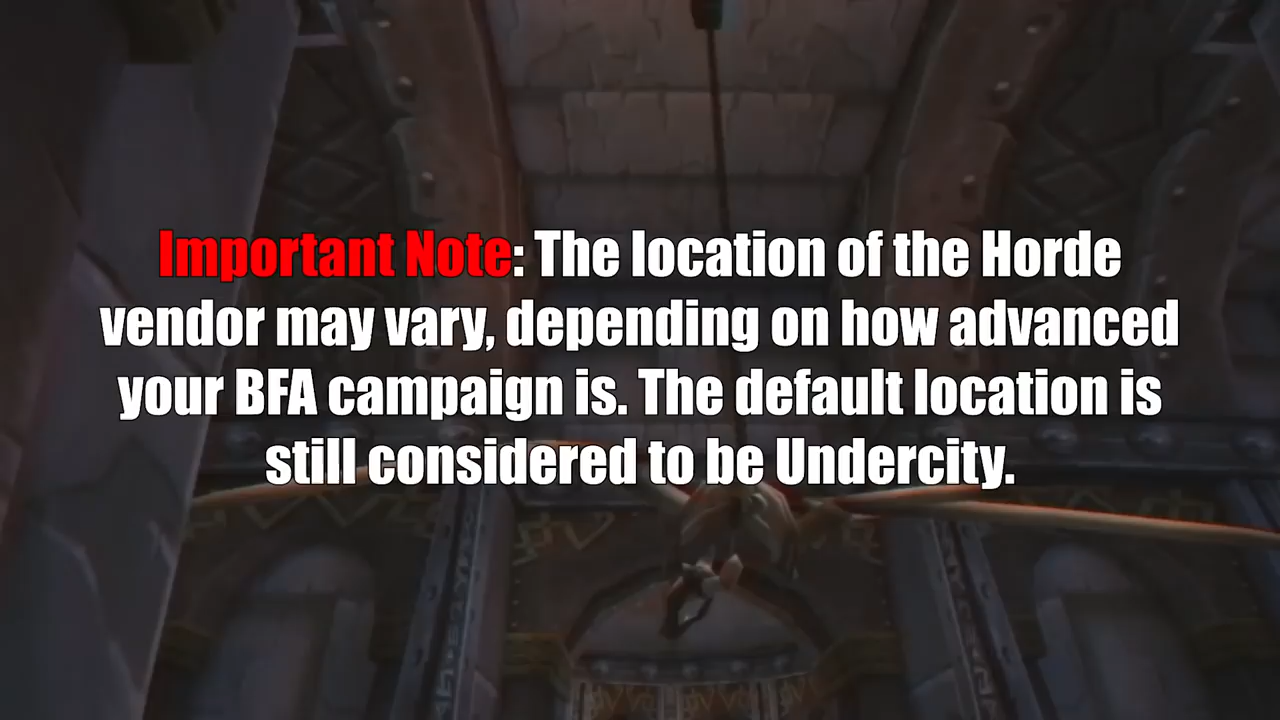 Important Note: The location of the Horde
vendor may vary, depending on how advanced
your BFA campaign is. The default location is
still considered to be Undercity.